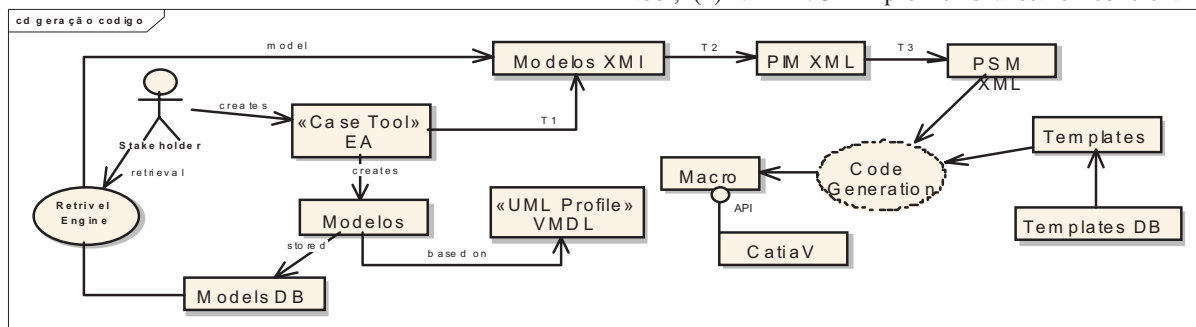 cd geração codigo
model
Modelos XMI
T2
PIM XML
T3
PSM
XML
creates
«Case Tool»
EA
T1
Stakeholder
retrieval
Retrivel
Engine
creates
Modelos
stored
Models DB
based on
«UML Profile»
VMDL
Macro
API
CatiaV
Code
Generation
Templates
Templates DB